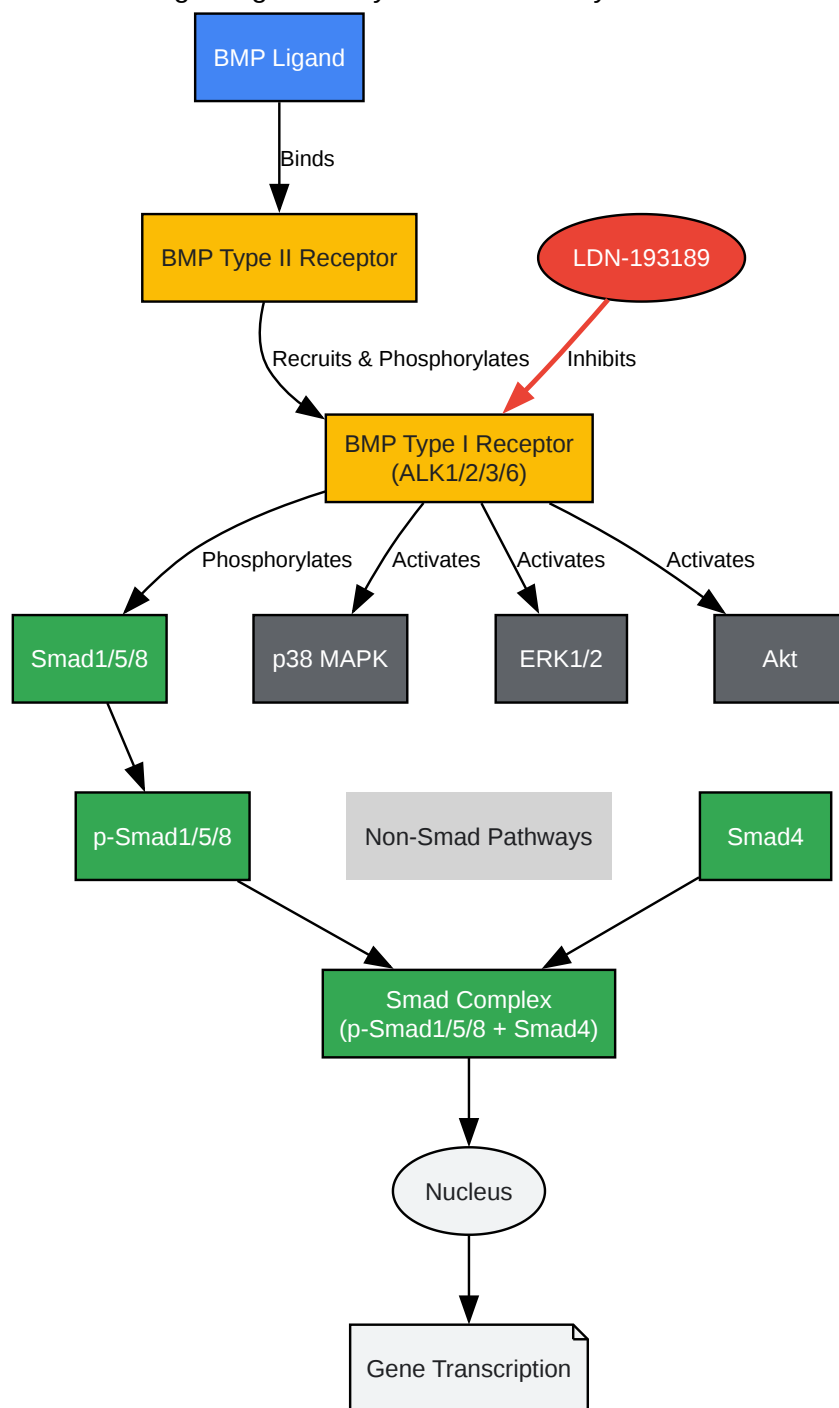 BMP Ligand
Binds
BMP Type II Receptor
LDN-193189
Recruits & Phosphorylates
Inhibits
BMP Type I Receptor
(ALK1/2/3/6)
Phosphorylates
Activates
Activates
Activates
Smad1/5/8
p38 MAPK
ERK1/2
Akt
p-Smad1/5/8
Non-Smad Pathways
Smad4
Smad Complex
(p-Smad1/5/8 + Smad4)
Nucleus
Gene Transcription